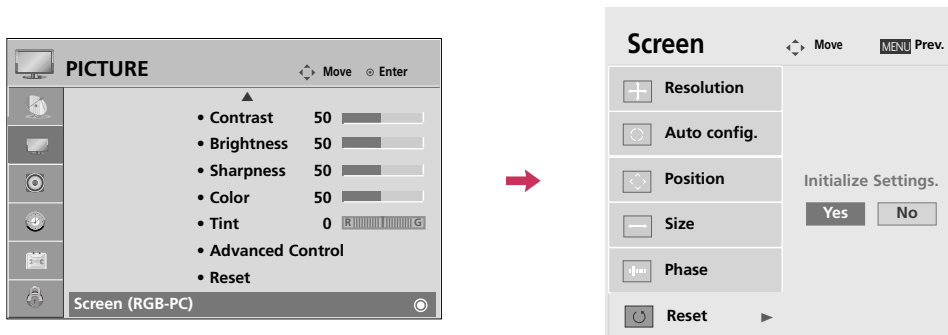 PICTURE
Move
Enter
• Contrast 50
• Brightness 50
• Sharpness 50
• Color 50
• Tint 0 R G
• Advanced Control
• Reset
Screen (RGB-PC)
Screen
Move
MENU Prev.
Resolution
Auto config.
Position
Size
Phase
Reset
Initialize Settings.
Yes No